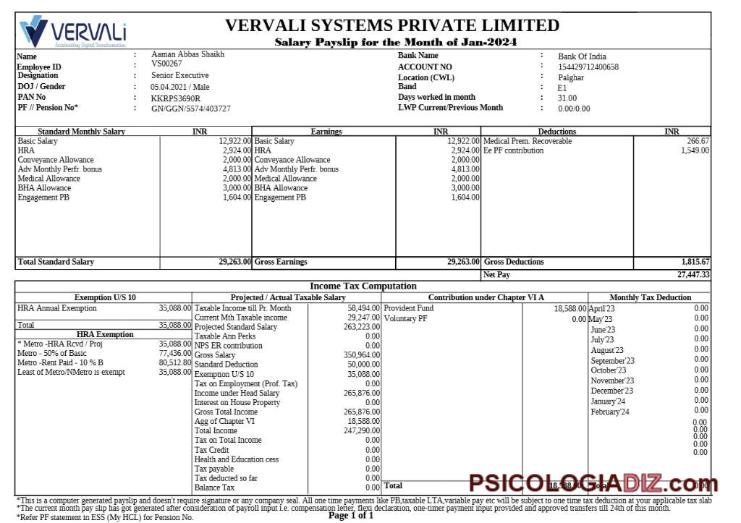 VERVALI
Accelerating Digital Transformation
VERVALI SYSTEMS PRIVATE LIMITED
Salary Payslip for the Month of Jan-2024
Name : Aaman Abbas Shaikh
Employee ID : VS00267
Designation : Senior Executive
DOJ / Gender : 05.04.2021 / Male
PAN No : KKRPS3690R
PF // Pension No* : GN/GGN/5574/403727
Bank Name : Bank Of India
ACCOUNT NO : 154429712400658
Location (CWL) : Palghar
Band : E1
Days worked in month : 31.00
LWP Current/Previous Month : 0.00/0.00
Standard Monthly Salary INR Earnings INR Deductions INR
Basic Salary 12,922.00 Basic Salary 12,922.00 Medical Prem. Recoverable 266.67
HRA 2,924.00 HRA 2,924.00 Ee PF contribution 1,549.00
Conveyance Allowance 2,000.00 Conveyance Allowance 2,000.00
Adv Monthly Perfr. bonus 4,813.00 Adv Monthly Perfr. bonus 4,813.00
Medical Allowance 2,000.00 Medical Allowance 2,000.00
BHA Allowance 3,000.00 BHA Allowance 3,000.00
Engagement PB 1,604.00 Engagement PB 1,604.00
Total Standard Salary 29,263.00 Gross Earnings 29,263.00 Gross Deductions 1,815.67
Net Pay 27,447.33
Income Tax Computation
Exemption U/S 10 Projected / Actual Taxable Salary Contribution under Chapter VI A Monthly Tax Deduction
HRA Annual Exemption 35,088.00
Total 35,088.00
HRA Exemption
* Metro -HRA Rcvd / Proj 35,088.00
Metro - 50% of Basic 77,436.00
Metro -Rent Paid - 10 % B 80,512.80
Least of Metro/NMetro is exempt 35,088.00
Taxable Income till Pr. Month 58,494.00
Current Mth Taxable income 29,247.00
Projected Standard Salary 263,223.00
Taxable Ann Perks 0.00
NPS ER contribution 0.00
Gross Salary 350,964.00
Standard Deduction 50,000.00
Exemption U/S 10 35,088.00
Tax on Employment (Prof. Tax) 0.00
Income under Head Salary 265,876.00
Interest on House Property 0.00
Gross Total Income 265,876.00
Agg of Chapter VI 18,588.00
Total Income 247,290.00
Tax on Total Income 0.00
Tax Credit 0.00
Health and Education cess 0.00
Tax payable 0.00
Tax deducted so far 0.00
Balance Tax 0.00
Provident Fund 18,588.00
Voluntary PF 0.00
Total
April'23 0.00
May'23 0.00
June'23 0.00
July'23 0.00
August'23 0.00
September'23 0.00
October'23 0.00
November'23 0.00
December'23 0.00
January'24 0.00
February'24 0.00
0.00
0.00
0.00
0.00
0.00
PSICOLOGIADIZ.com
*This is a computer generated payslip and doesn't require signature or any company seal. All one time payments like PB,taxable LTA,variable pay etc will be subject to one time tax deduction at your applicable tax slab
*The current month pay slip has got generated after consideration of payroll input i.e. compensation letter, flexi declaration, one-timer payment input provided and approved transfers till 24th of this month.
*Refer PF statement in ESS (My HCL) for Pension No.
Page 1 of 1